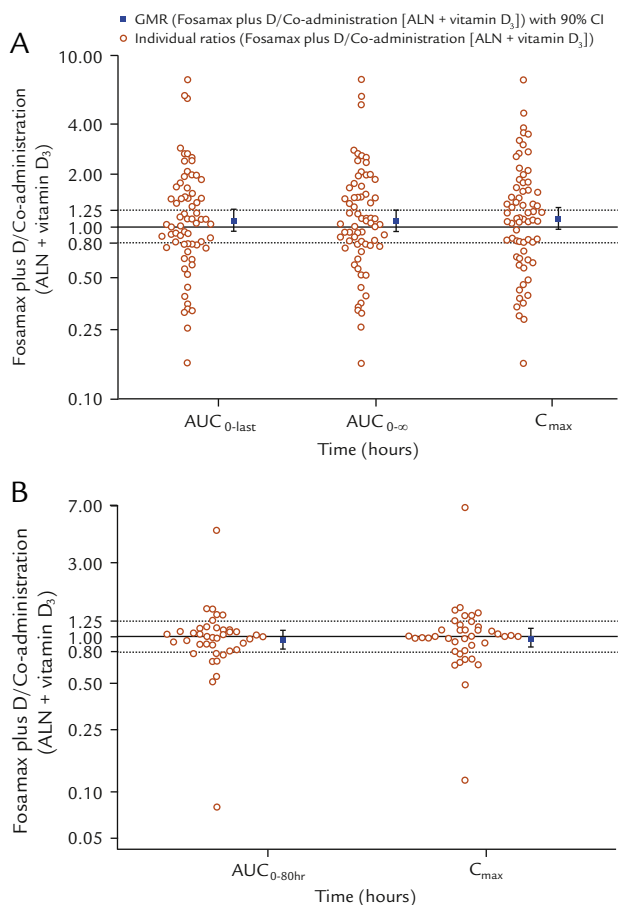 GMR (Fosamax plus D/Co-administration [ALN + vitamin D₃]) with 90% CI
Individual ratios (Fosamax plus D/Co-administration [ALN + vitamin D₃])
A
Fosamax plus D/Co-administration
(ALN + vitamin D₃)
10.00
4.00
2.00
1.25
1.00
0.80
0.50
0.25
0.10
AUC₀₋ₗₐₛₜ
AUC₀₋∞
Cₘₐₓ
Time (hours)
B
Fosamax plus D/Co-administration
(ALN + vitamin D₃)
7.00
3.00
1.25
1.00
0.80
0.50
0.25
0.10
0.05
AUC₀₋₈₀ₕᵣ
Cₘₐₓ
Time (hours)